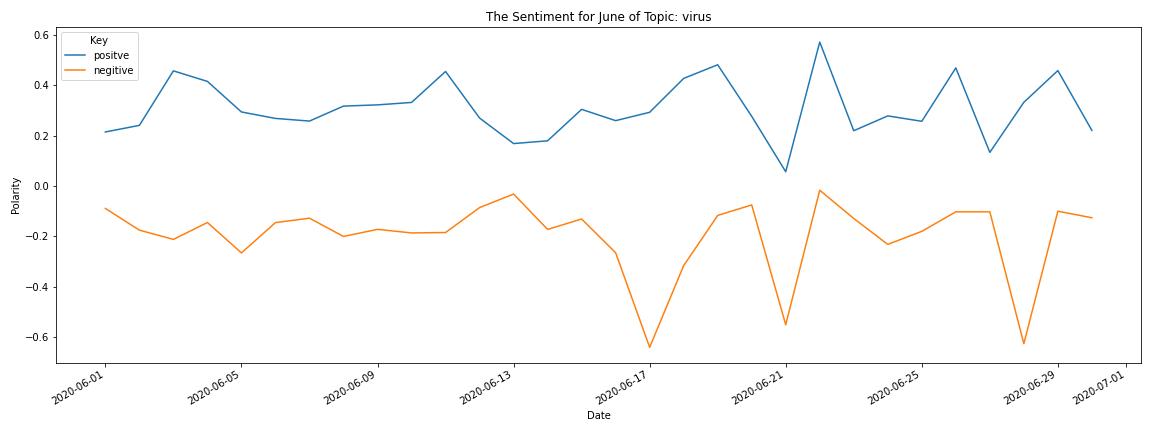 The Sentiment for June of Topic: virus
Key
positve
negitive
0.6
0.4
0.2
0.0
−0.2
−0.4
−0.6
Polarity
2020-06-01
2020-06-05
2020-06-09
2020-06-13
2020-06-17
2020-06-21
2020-06-25
2020-06-29
2020-07-01
Date